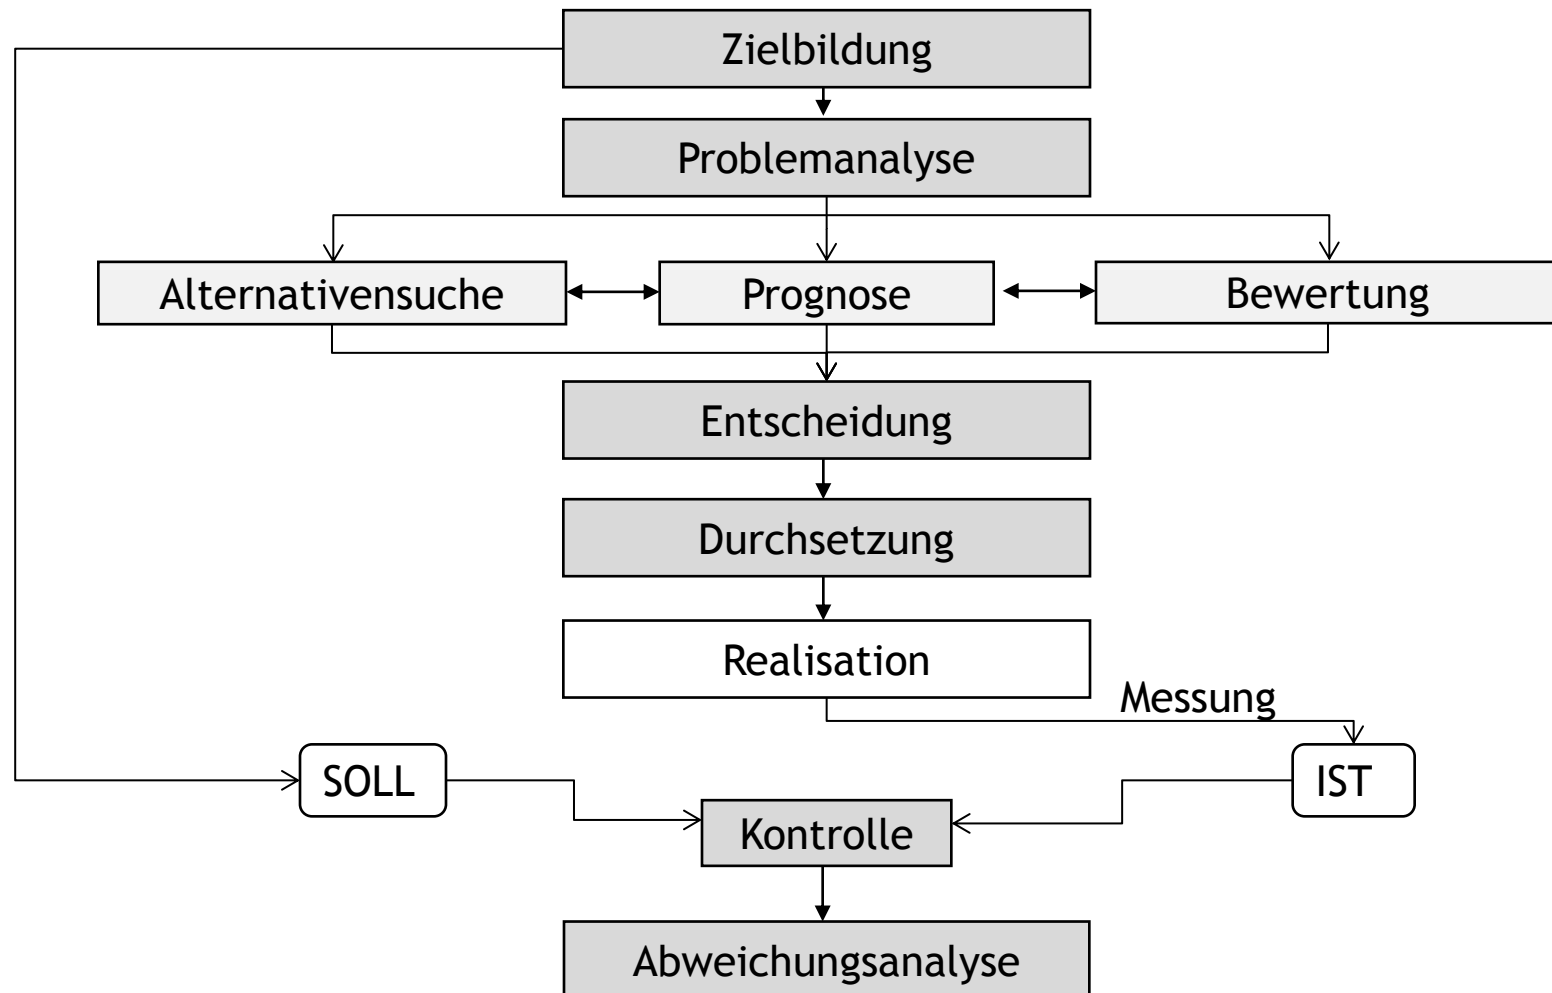 Zielbildung
Problemanalyse
Alternativensuche
Prognose
Bewertung
Entscheidung
Durchsetzung
Realisation
Messung
SOLL
IST
Kontrolle
Abweichungsanalyse